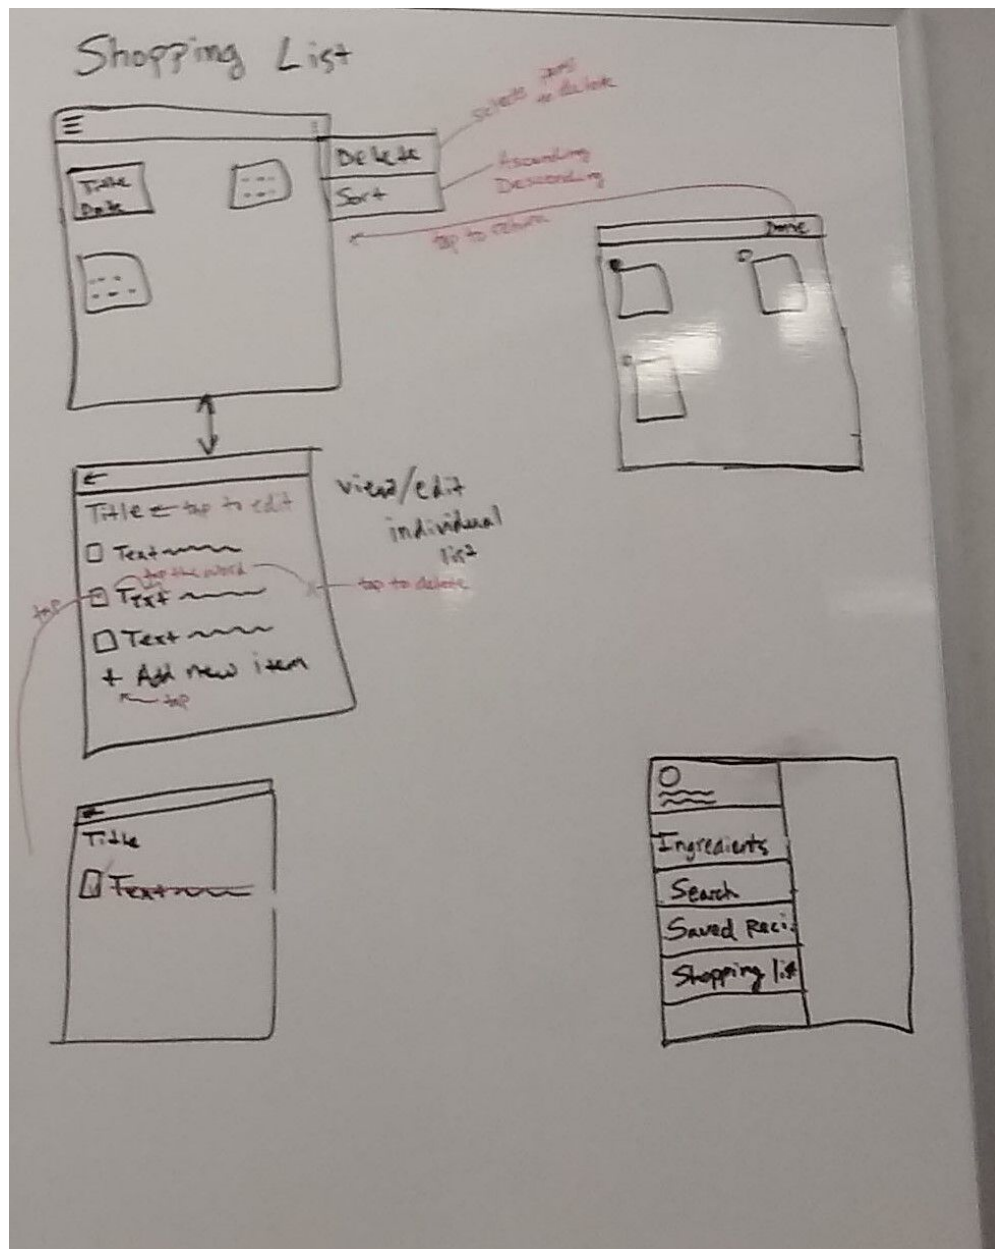 Shopping List
Delete
Sort
selects
to delete
Ascending
Descending
tap to return
Done
Title
Date
Title ← tap to edit
view/edit
individual
list
Text
tap the word
tap
Text
tap to delete
Text
+ Add new item
tap
Title
Text
Ingredients
Search
Saved Reci.
Shopping list